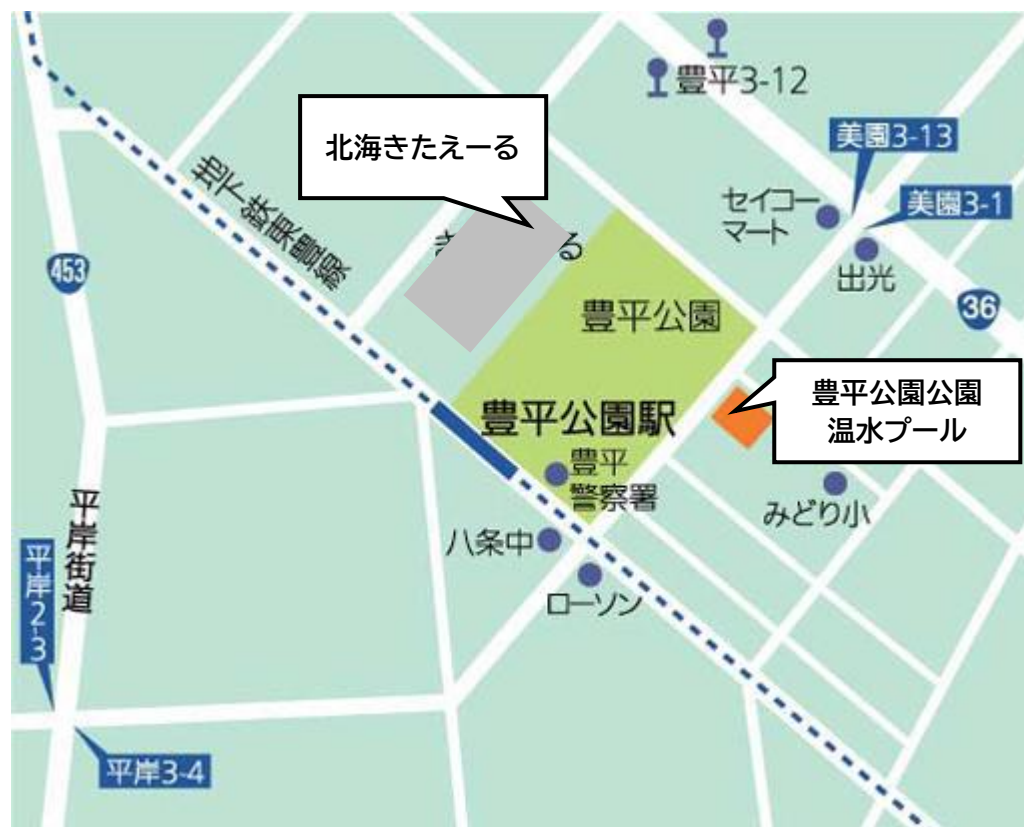 豊平3-12
美園3-13
北海きたえーる
地下鉄東豊線
セイコー
マート
美園3-1
き
る
出光
453
36
豊平公園
豊平公園公園
温水プール
豊平公園駅
豊平
警察署
みどり小
八条中
ローソン
平岸街道
平岸2-3
平岸3-4